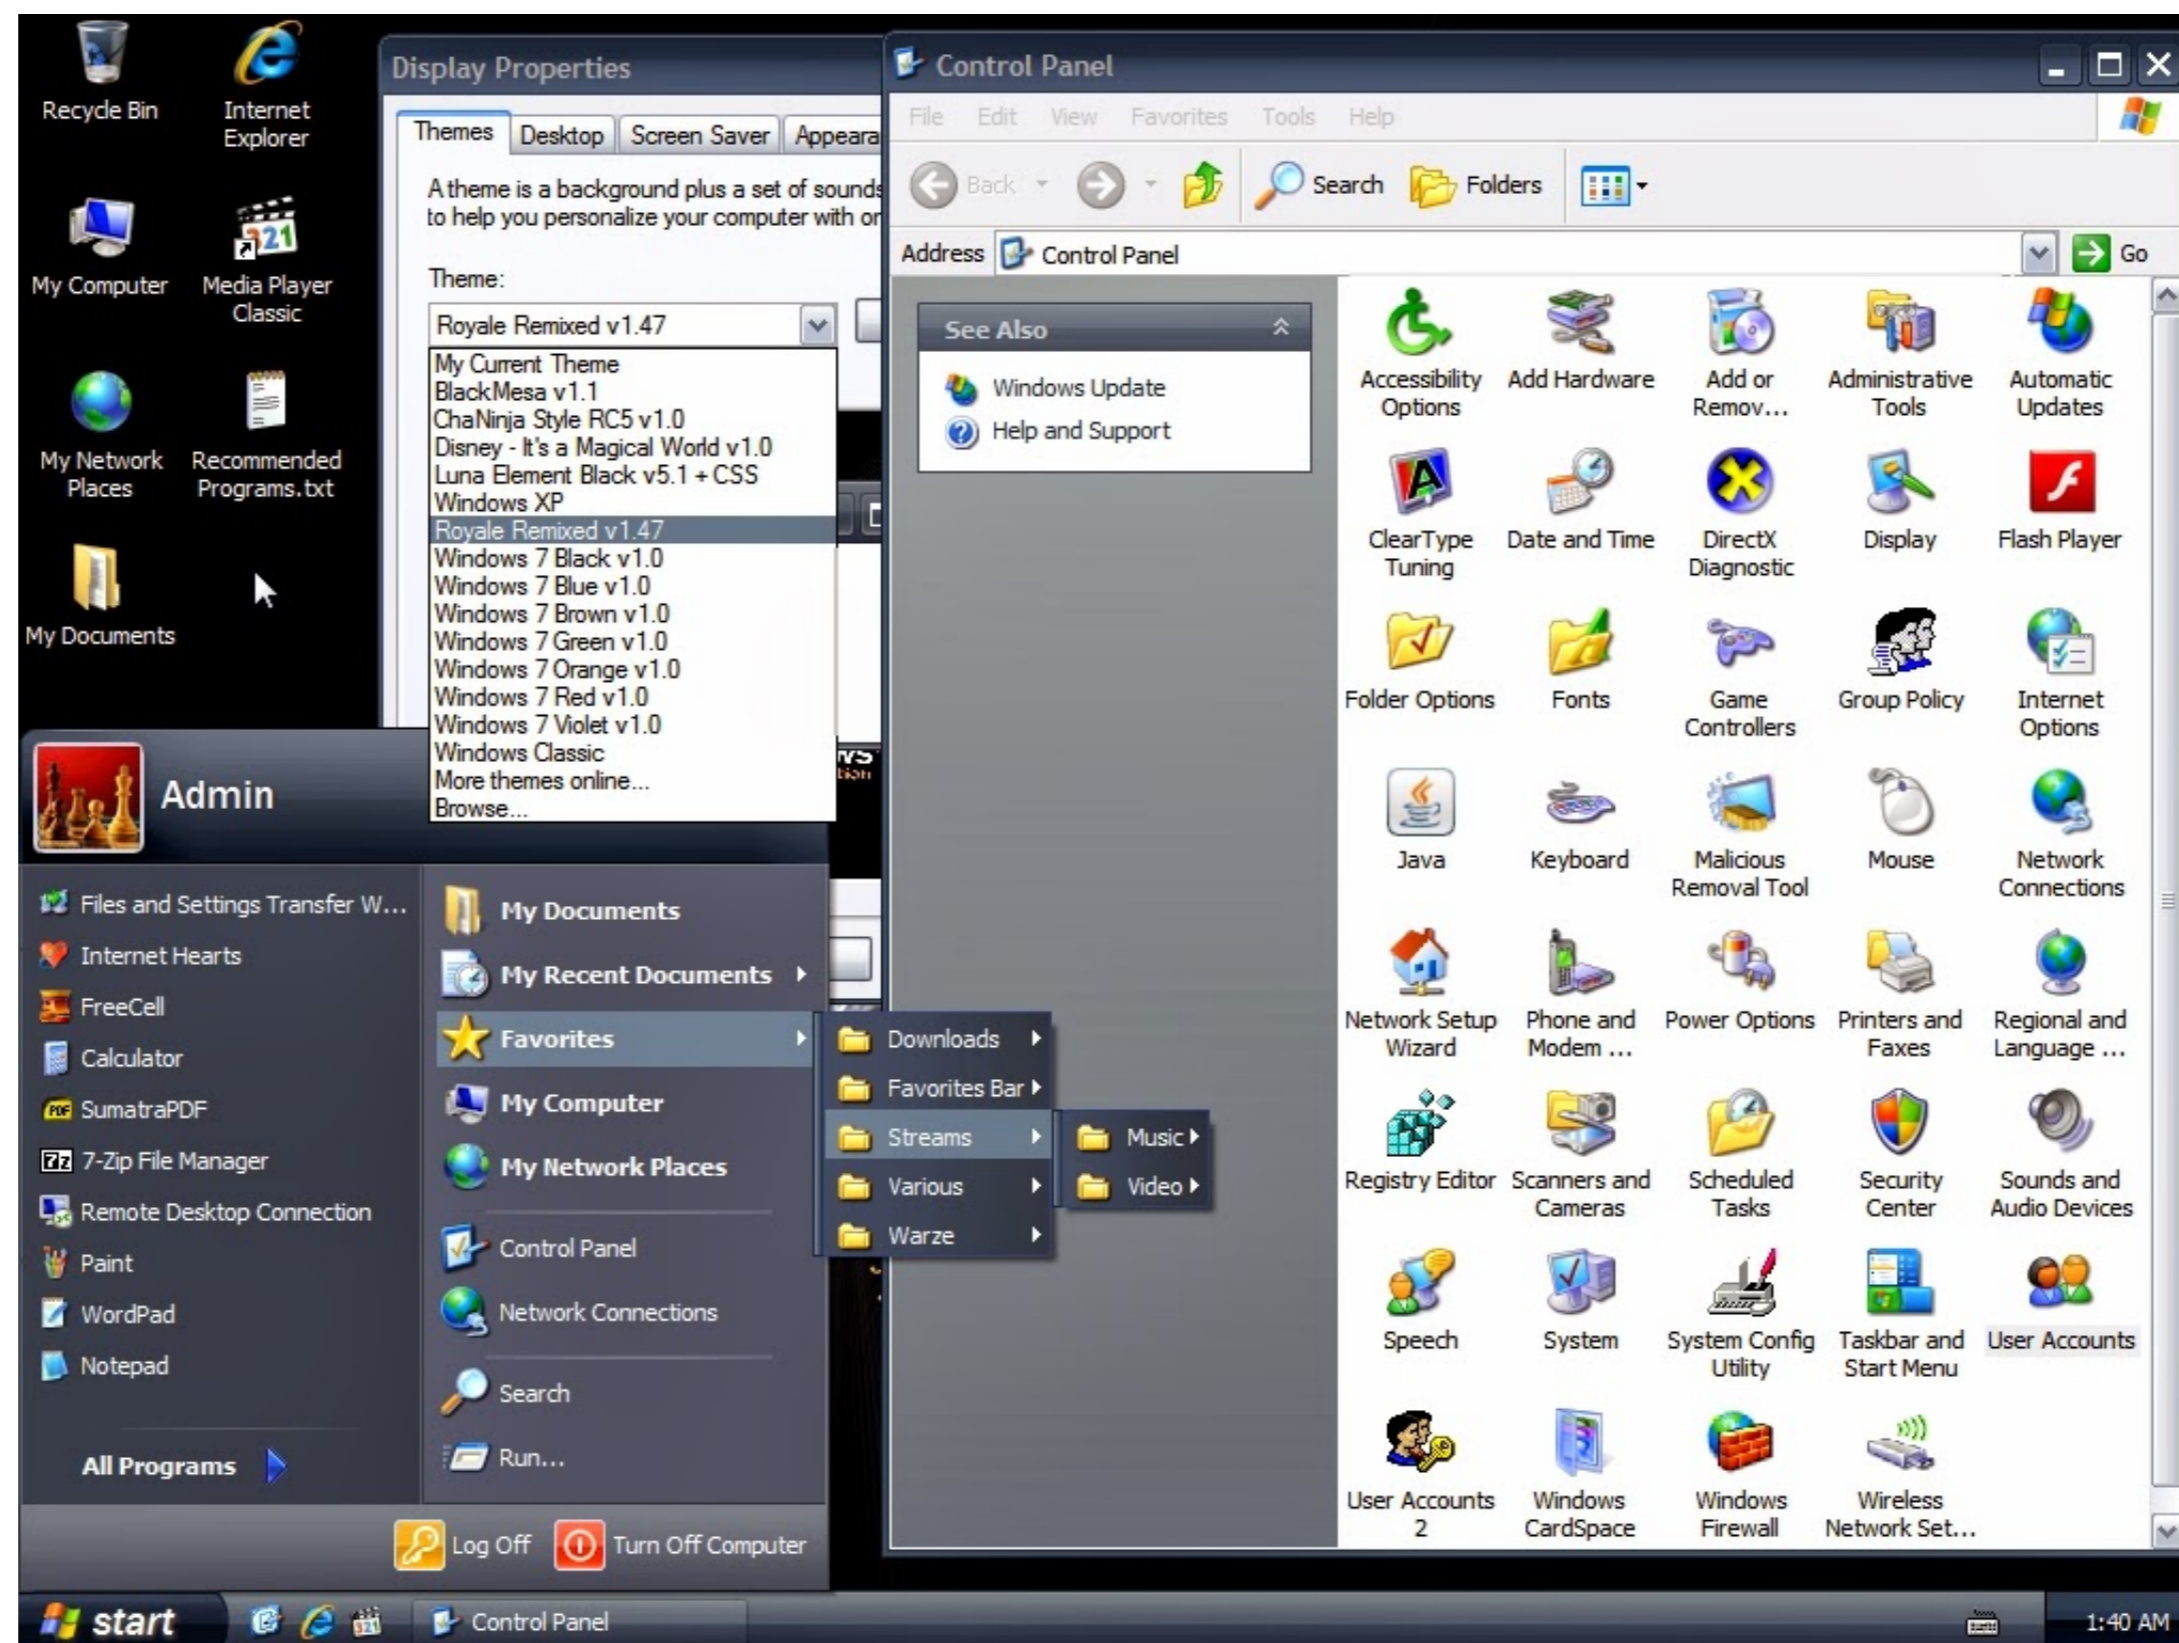 Recycle Bin
Internet
Explorer
My Computer
Media Player
Classic
My Network
Places
Recommended
Programs.txt
My Documents
Display Properties
Themes
Desktop
Screen Saver
Appeara
A theme is a background plus a set of sounds
to help you personalize your computer with or
Theme:
Royale Remixed v1.47
My Current Theme
BlackMesa v1.1
ChaNinja Style RC5 v1.0
Disney - It's a Magical World v1.0
Luna Element Black v5.1 + CSS
Windows XP
Royale Remixed v1.47
Windows 7 Black v1.0
Windows 7 Blue v1.0
Windows 7 Brown v1.0
Windows 7 Green v1.0
Windows 7 Orange v1.0
Windows 7 Red v1.0
Windows 7 Violet v1.0
Windows Classic
More themes online...
Browse...
Control Panel
File Edit View Favorites Tools Help
Back Search Folders
Address Control Panel Go
See Also
Windows Update
Help and Support
Accessibility
Options
Add Hardware
Add or
Remov...
Administrative
Tools
Automatic
Updates
ClearType
Tuning
Date and Time
DirectX
Diagnostic
Display
Flash Player
Folder Options
Fonts
Game
Controllers
Group Policy
Internet
Options
Java
Keyboard
Malicious
Removal Tool
Mouse
Network
Connections
Network Setup
Wizard
Phone and
Modem ...
Power Options
Printers and
Faxes
Regional and
Language ...
Registry Editor
Scanners and
Cameras
Scheduled
Tasks
Security
Center
Sounds and
Audio Devices
Speech
System
System Config
Utility
Taskbar and
Start Menu
User Accounts
User Accounts
2
Windows
CardSpace
Windows
Firewall
Wireless
Network Set...
Admin
Files and Settings Transfer W...
Internet Hearts
FreeCell
Calculator
SumatraPDF
7-Zip File Manager
Remote Desktop Connection
Paint
WordPad
Notepad
All Programs
My Documents
My Recent Documents
Favorites
My Computer
My Network Places
Control Panel
Network Connections
Search
Run...
Downloads
Favorites Bar
Streams
Various
Warze
Music
Video
Log Off
Turn Off Computer
start
Control Panel
1:40 AM